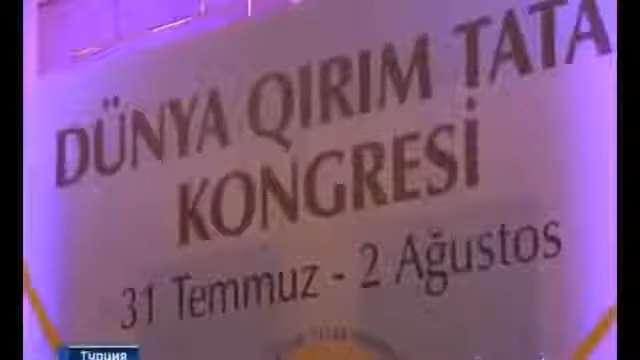 DÜNYA QIRIM TATA
KONGRESİ
31 Temmuz - 2 Ağustos
Турция